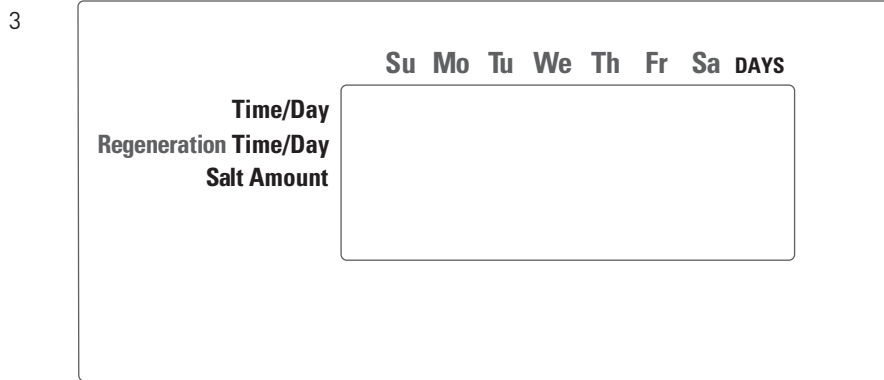 3
Su Mo Tu We Th Fr Sa DAYS
Time/Day
Regeneration Time/Day
Salt Amount